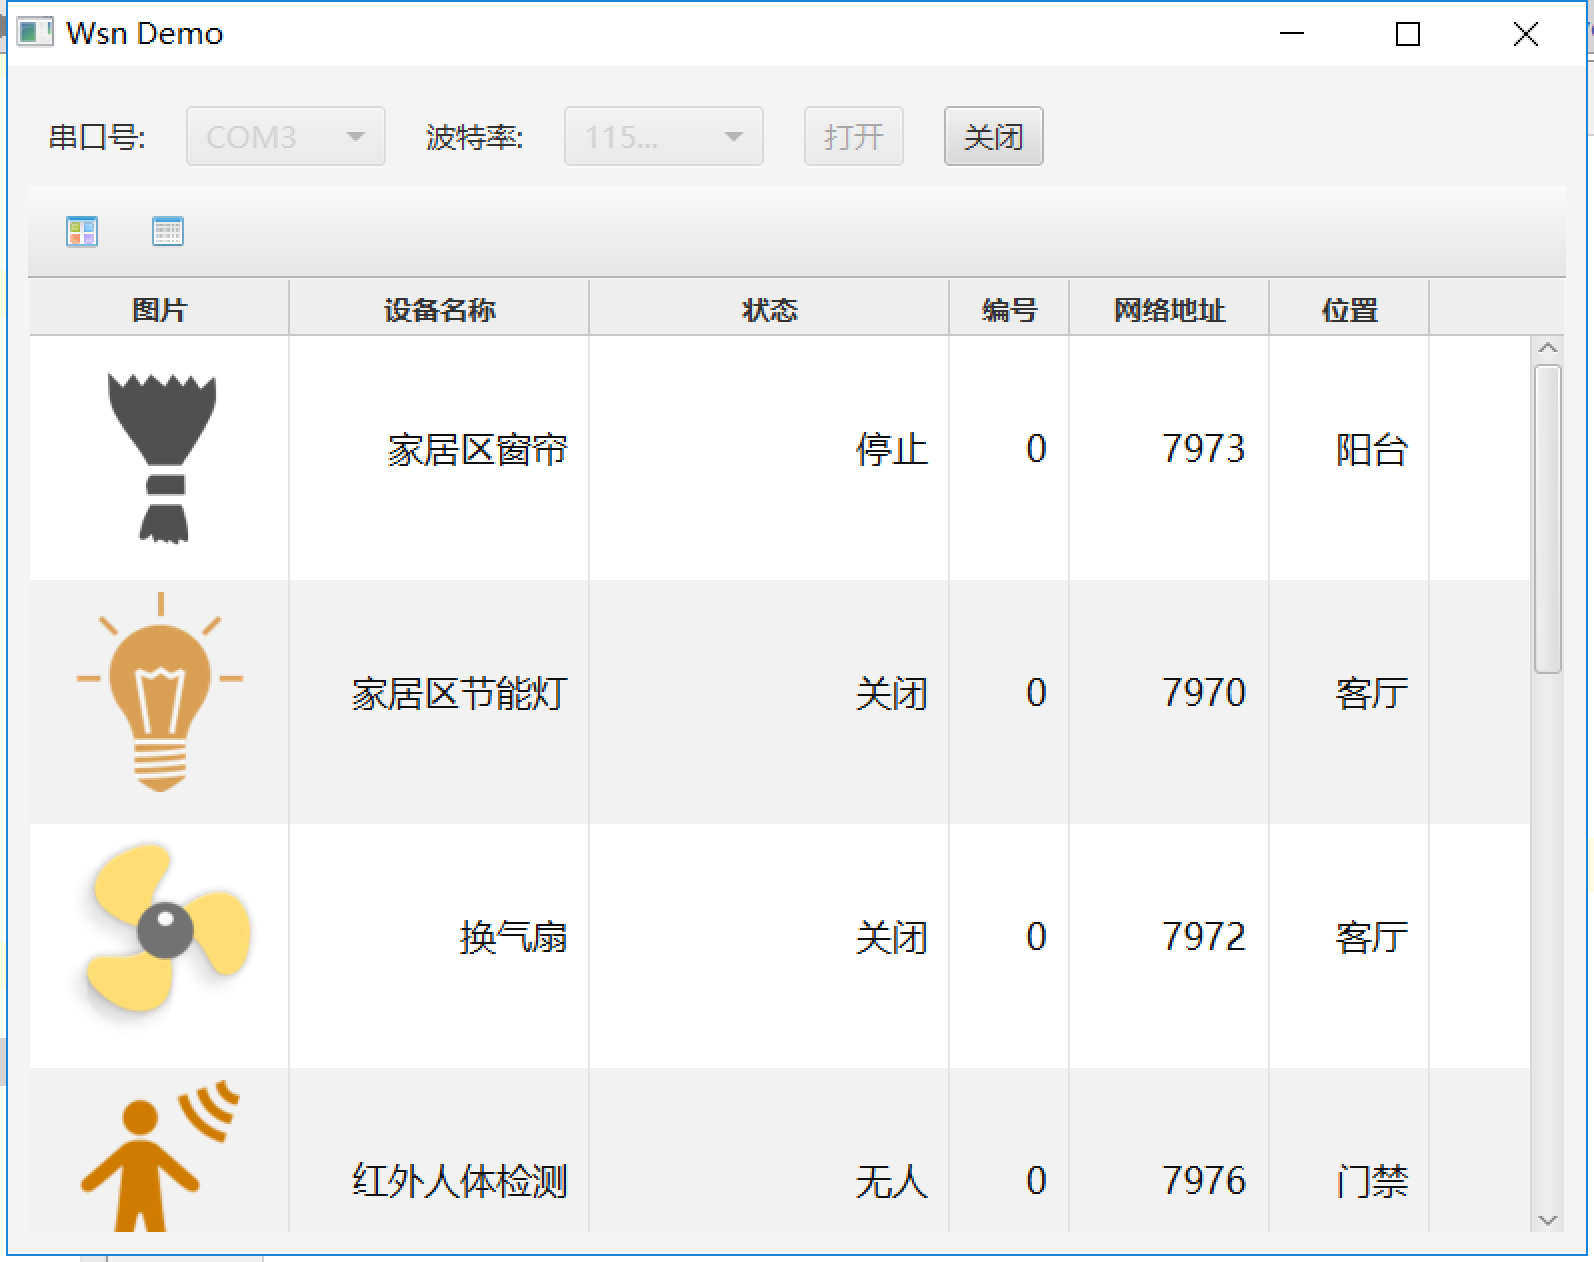 Wsn Demo
串口号: COM3 波特率: 115... 打开 关闭
图片 设备名称 状态 编号 网络地址 位置
家居区窗帘 停止 0 7973 阳台
家居区节能灯 关闭 0 7970 客厅
换气扇 关闭 0 7972 客厅
红外人体检测 无人 0 7976 门禁